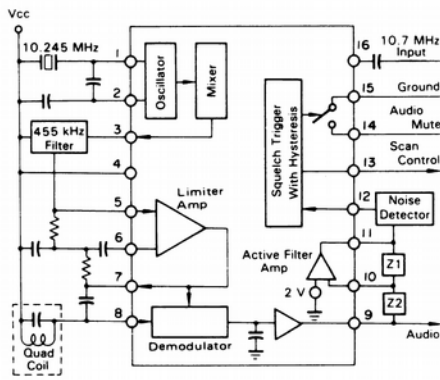 Vcc
10.245 MHz
1
2
Oscillator
Mixer
16
10.7 MHz
Input
15
Ground
Audio
Mute
14
Scan
Control
13
Squelch Trigger
With Hysteresis
3
455 kHz
Filter
4
12
Noise
Detector
5
Limiter
Amp
6
11
Active Filter
Amp
Z1
10
7
2 V
Z2
8
9
Audio
Quad
Coil
Demodulator